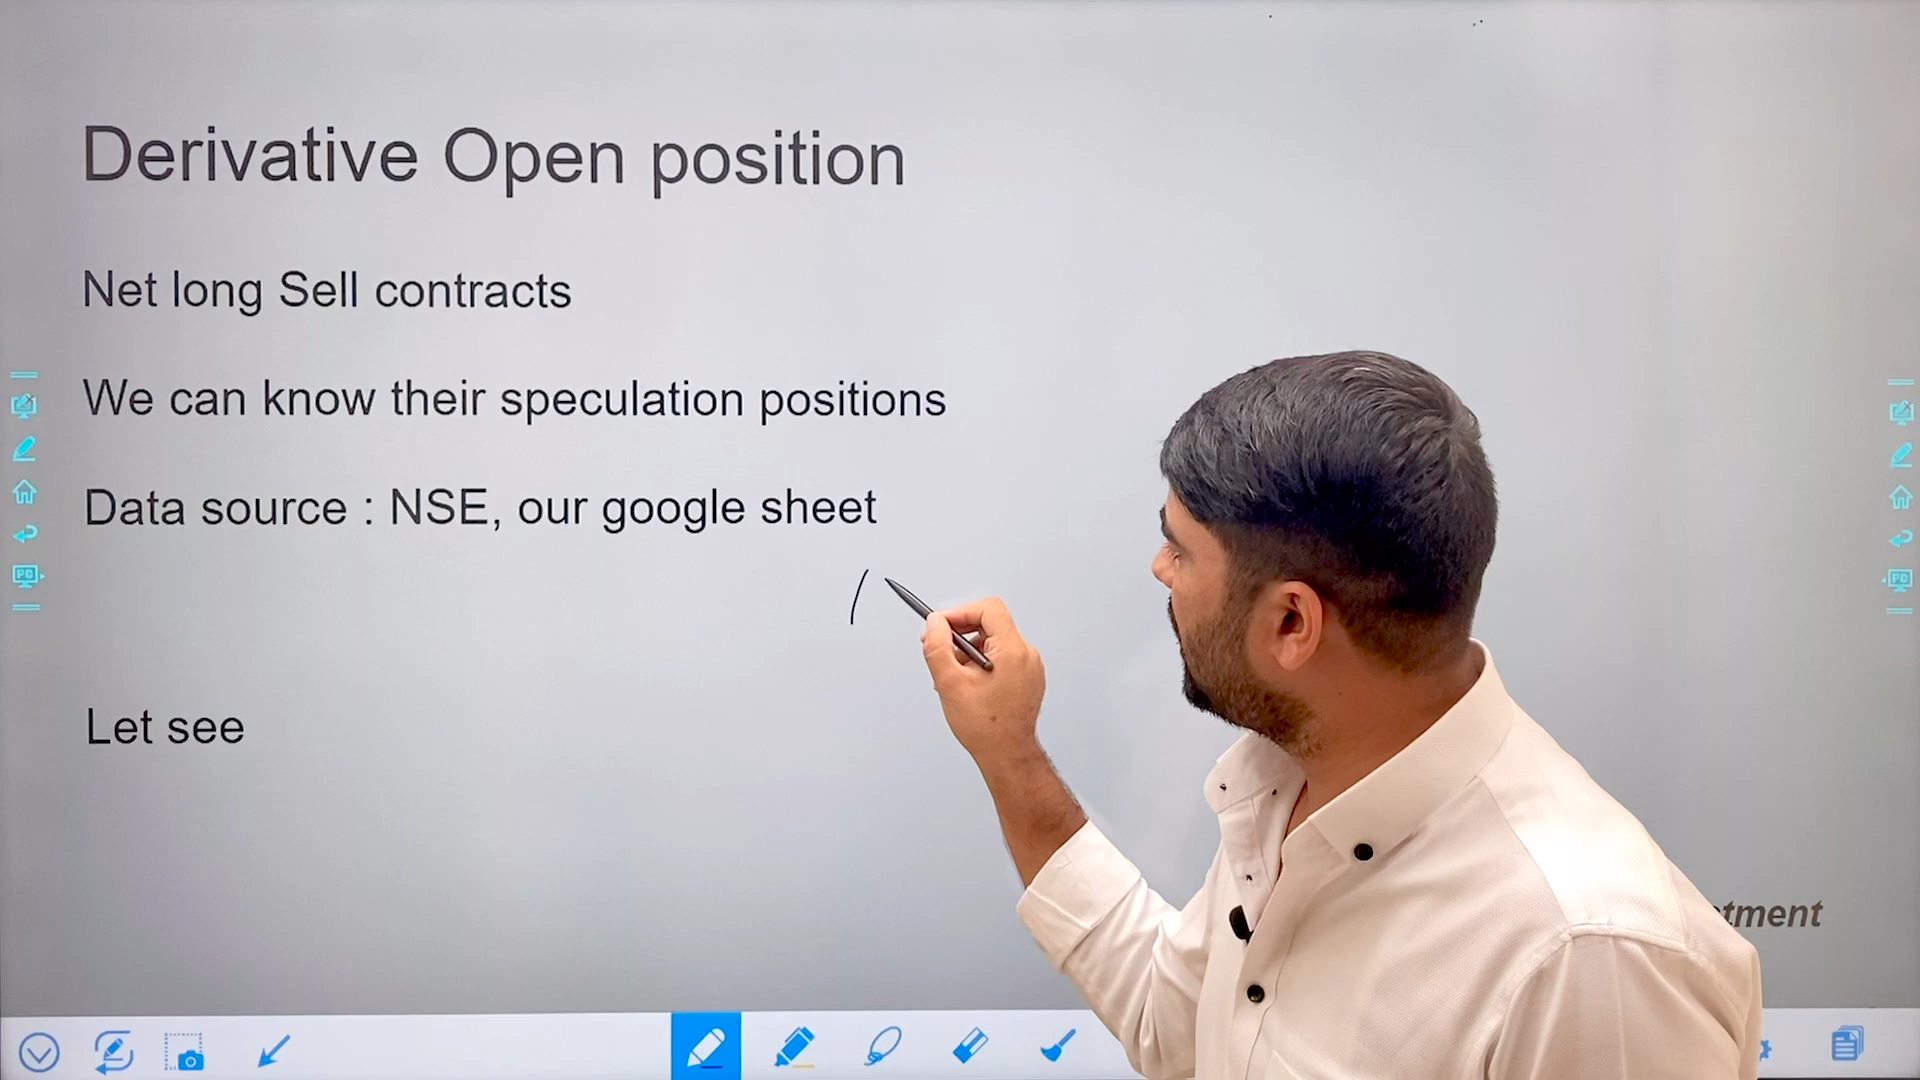 Derivative Open position
Net long Sell contracts
We can know their speculation positions
Data source : NSE, our google sheet
Let see